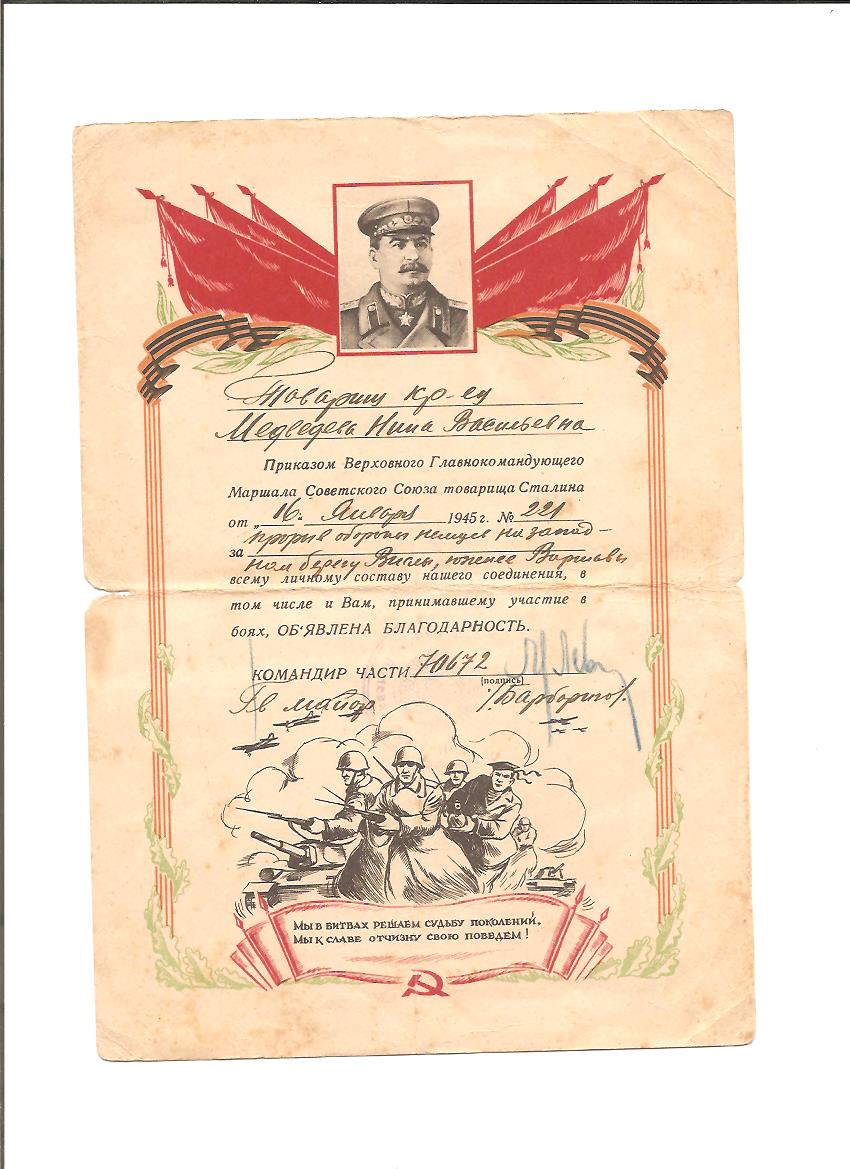 Товарищ кр-ец
Медведева Нина Васильевна
Приказом Верховного Главнокомандующего
Маршала Советского Союза товарища Сталина
от „16" Января 1945 г. № 221
за прорыв обороны немцев на запад-
ном берегу Вислы, южнее Варшавы
всему личному составу нашего соединения, в
том числе и Вам, принимавшему участие в
боях, ОБ'ЯВЛЕНА БЛАГОДАРНОСТЬ.
КОМАНДИР ЧАСТИ 70672
(подпись)
Гв майор
МЫ В БИТВАХ РЕШАЕМ СУДЬБУ ПОКОЛЕНИЙ,
МЫ К СЛАВЕ ОТЧИЗНУ СВОЮ ПОВЕДЕМ!